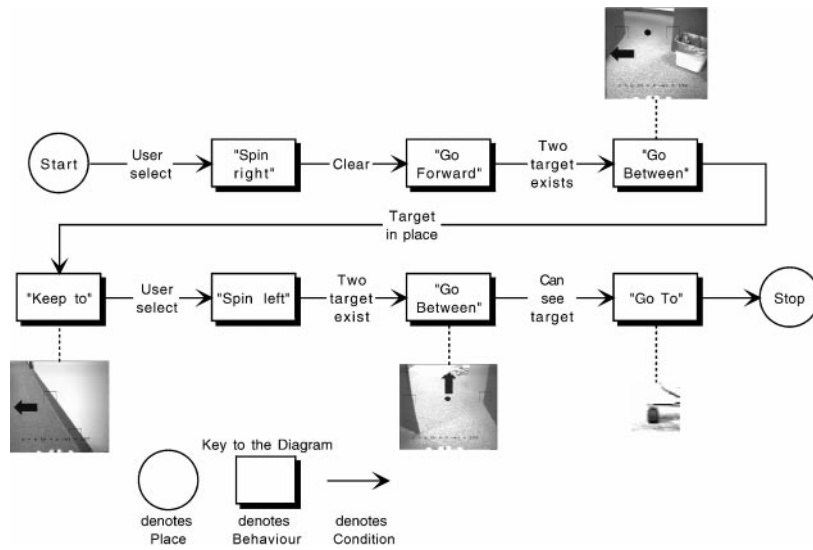 Start
User
select
"Spin
right"
Clear
"Go
Forward"
Two
target
exists
"Go
Between"
Target
in place
"Keep to"
User
select
"Spin left"
Two
target
exist
"Go
Between"
Can
see
target
"Go To"
Stop
Key to the Diagram
denotes
Place
denotes
Behaviour
denotes
Condition